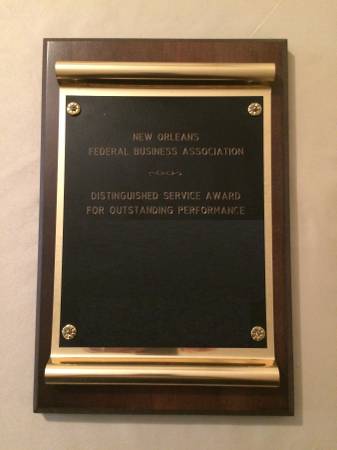 NEW ORLEANS
FEDERAL BUSINESS ASSOCIATION
DISTINGUISHED SERVICE AWARD
FOR OUTSTANDING PERFORMANCE